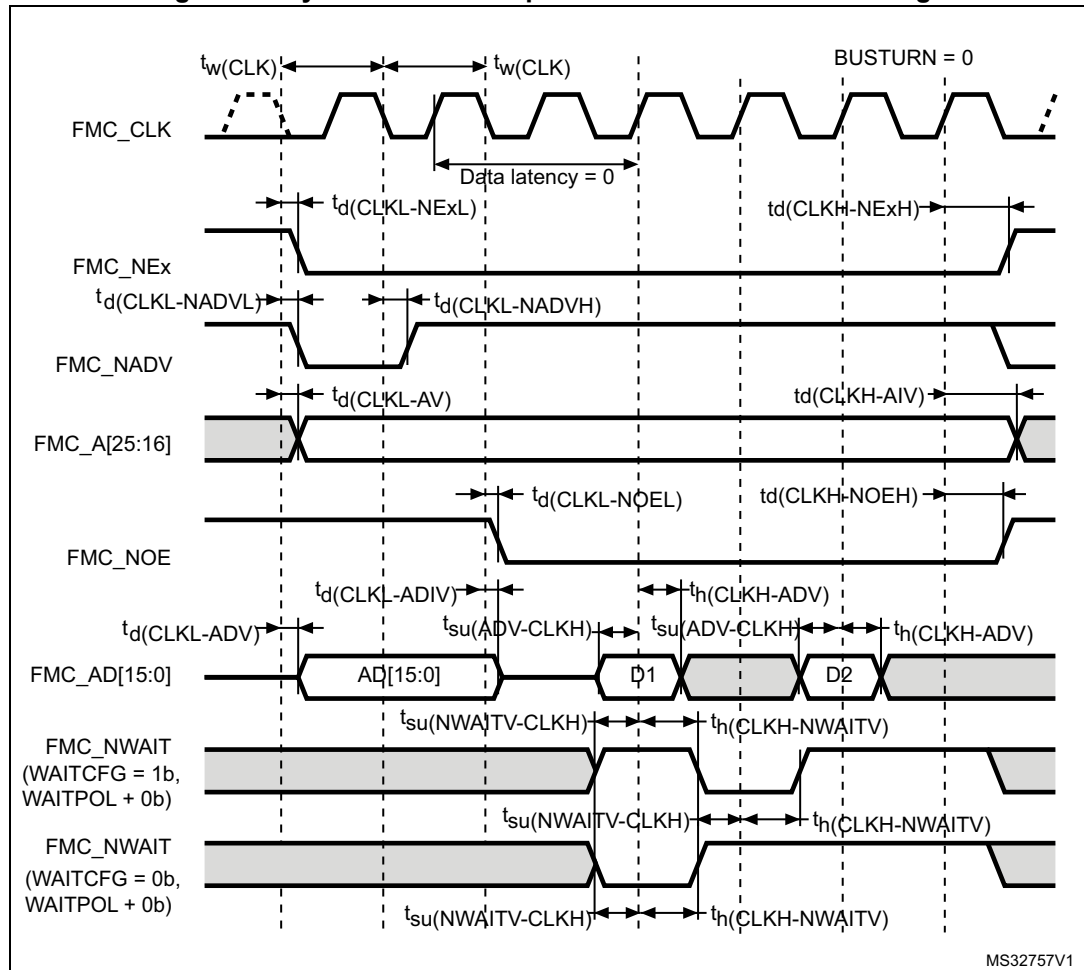 tw(CLK)
tw(CLK)
BUSTURN = 0
FMC_CLK
Data latency = 0
td(CLKL-NExL)
td(CLKH-NExH)
FMC_NEx
td(CLKL-NADVL)
td(CLKL-NADVH)
FMC_NADV
td(CLKL-AV)
td(CLKH-AIV)
FMC_A[25:16]
td(CLKL-NOEL)
td(CLKH-NOEH)
FMC_NOE
td(CLKL-ADIV)
th(CLKH-ADV)
td(CLKL-ADV)
tsu(ADV-CLKH)
tsu(ADV-CLKH)
th(CLKH-ADV)
FMC_AD[15:0]
AD[15:0]
D1
D2
tsu(NWAITV-CLKH)
th(CLKH-NWAITV)
FMC_NWAIT
(WAITCFG = 1b,
WAITPOL + 0b)
tsu(NWAITV-CLKH)
th(CLKH-NWAITV)
FMC_NWAIT
(WAITCFG = 0b,
WAITPOL + 0b)
tsu(NWAITV-CLKH)
th(CLKH-NWAITV)
MS32757V1